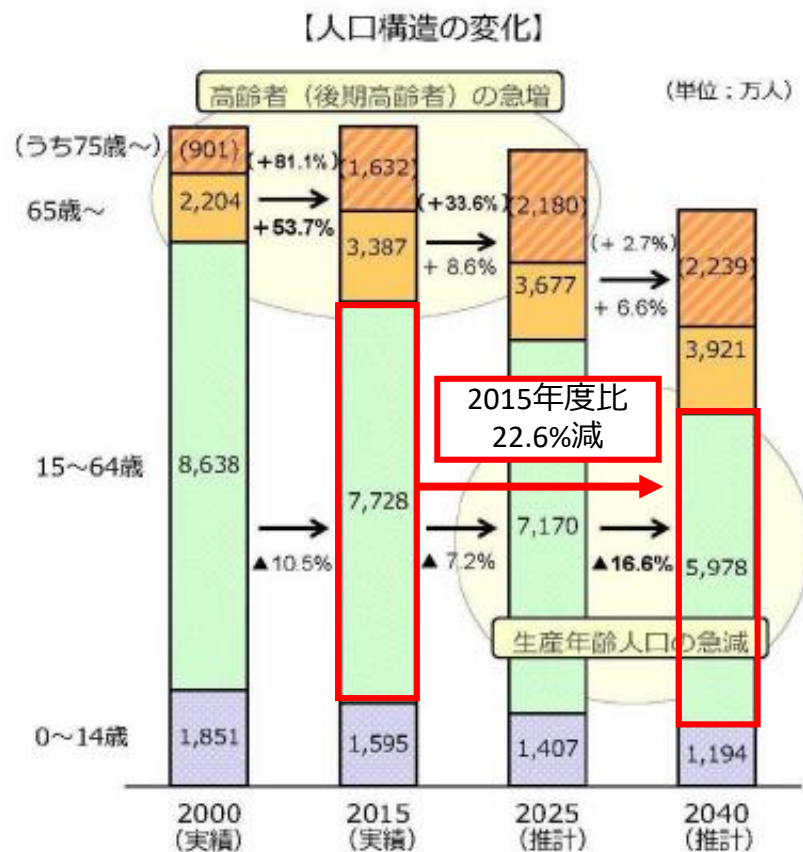 【人口構造の変化】
高齢者（後期高齢者）の急増
（単位：万人）
(うち75歳～)
(901)
(+81.1%)
(1,632)
(+33.6%)
(2,180)
(+ 2.7%)
(2,239)
65歳～
2,204
+53.7%
3,387
+ 8.6%
3,677
+ 6.6%
3,921
2015年度比
22.6%減
15～64歳
8,638
▲10.5%
7,728
▲ 7.2%
7,170
▲16.6%
5,978
生産年齢人口の急減
0～14歳
1,851
1,595
1,407
1,194
2000
(実績)
2015
(実績)
2025
(推計)
2040
(推計)